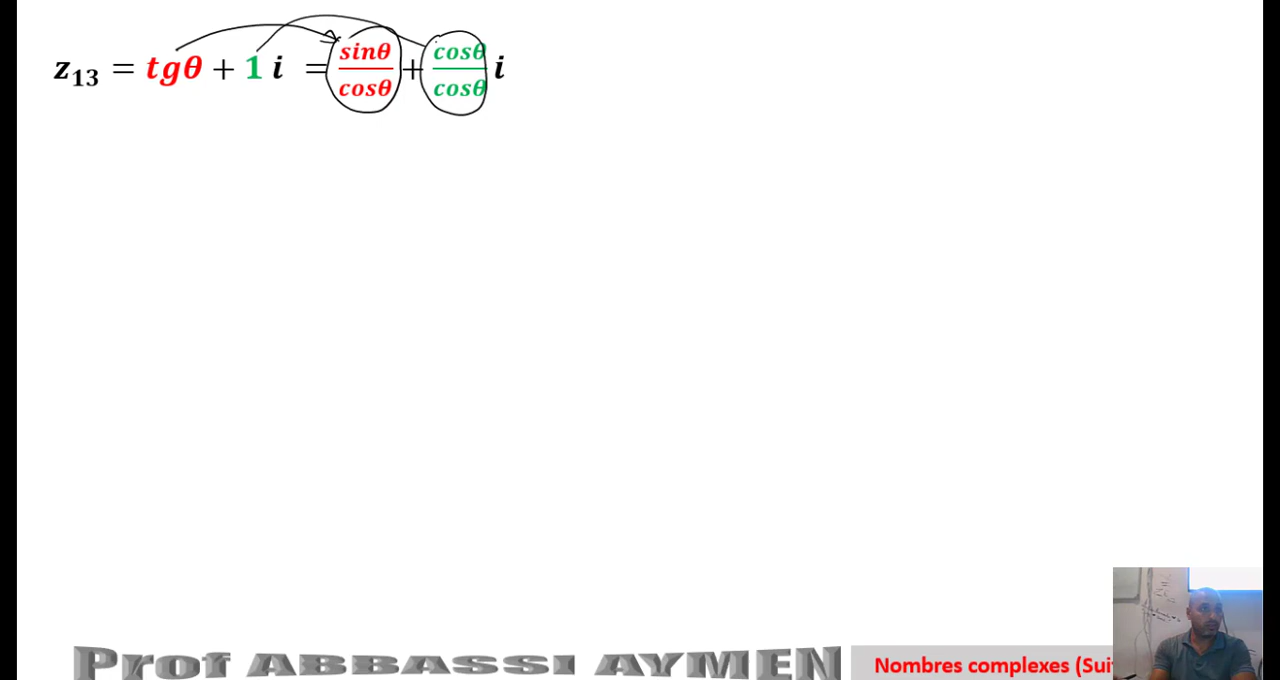 z₁₃ = tgθ + 1 i = sinθ/cosθ + cosθ/cosθ i
Prof ABBASSI AYMEN
Nombres complexes (Sui